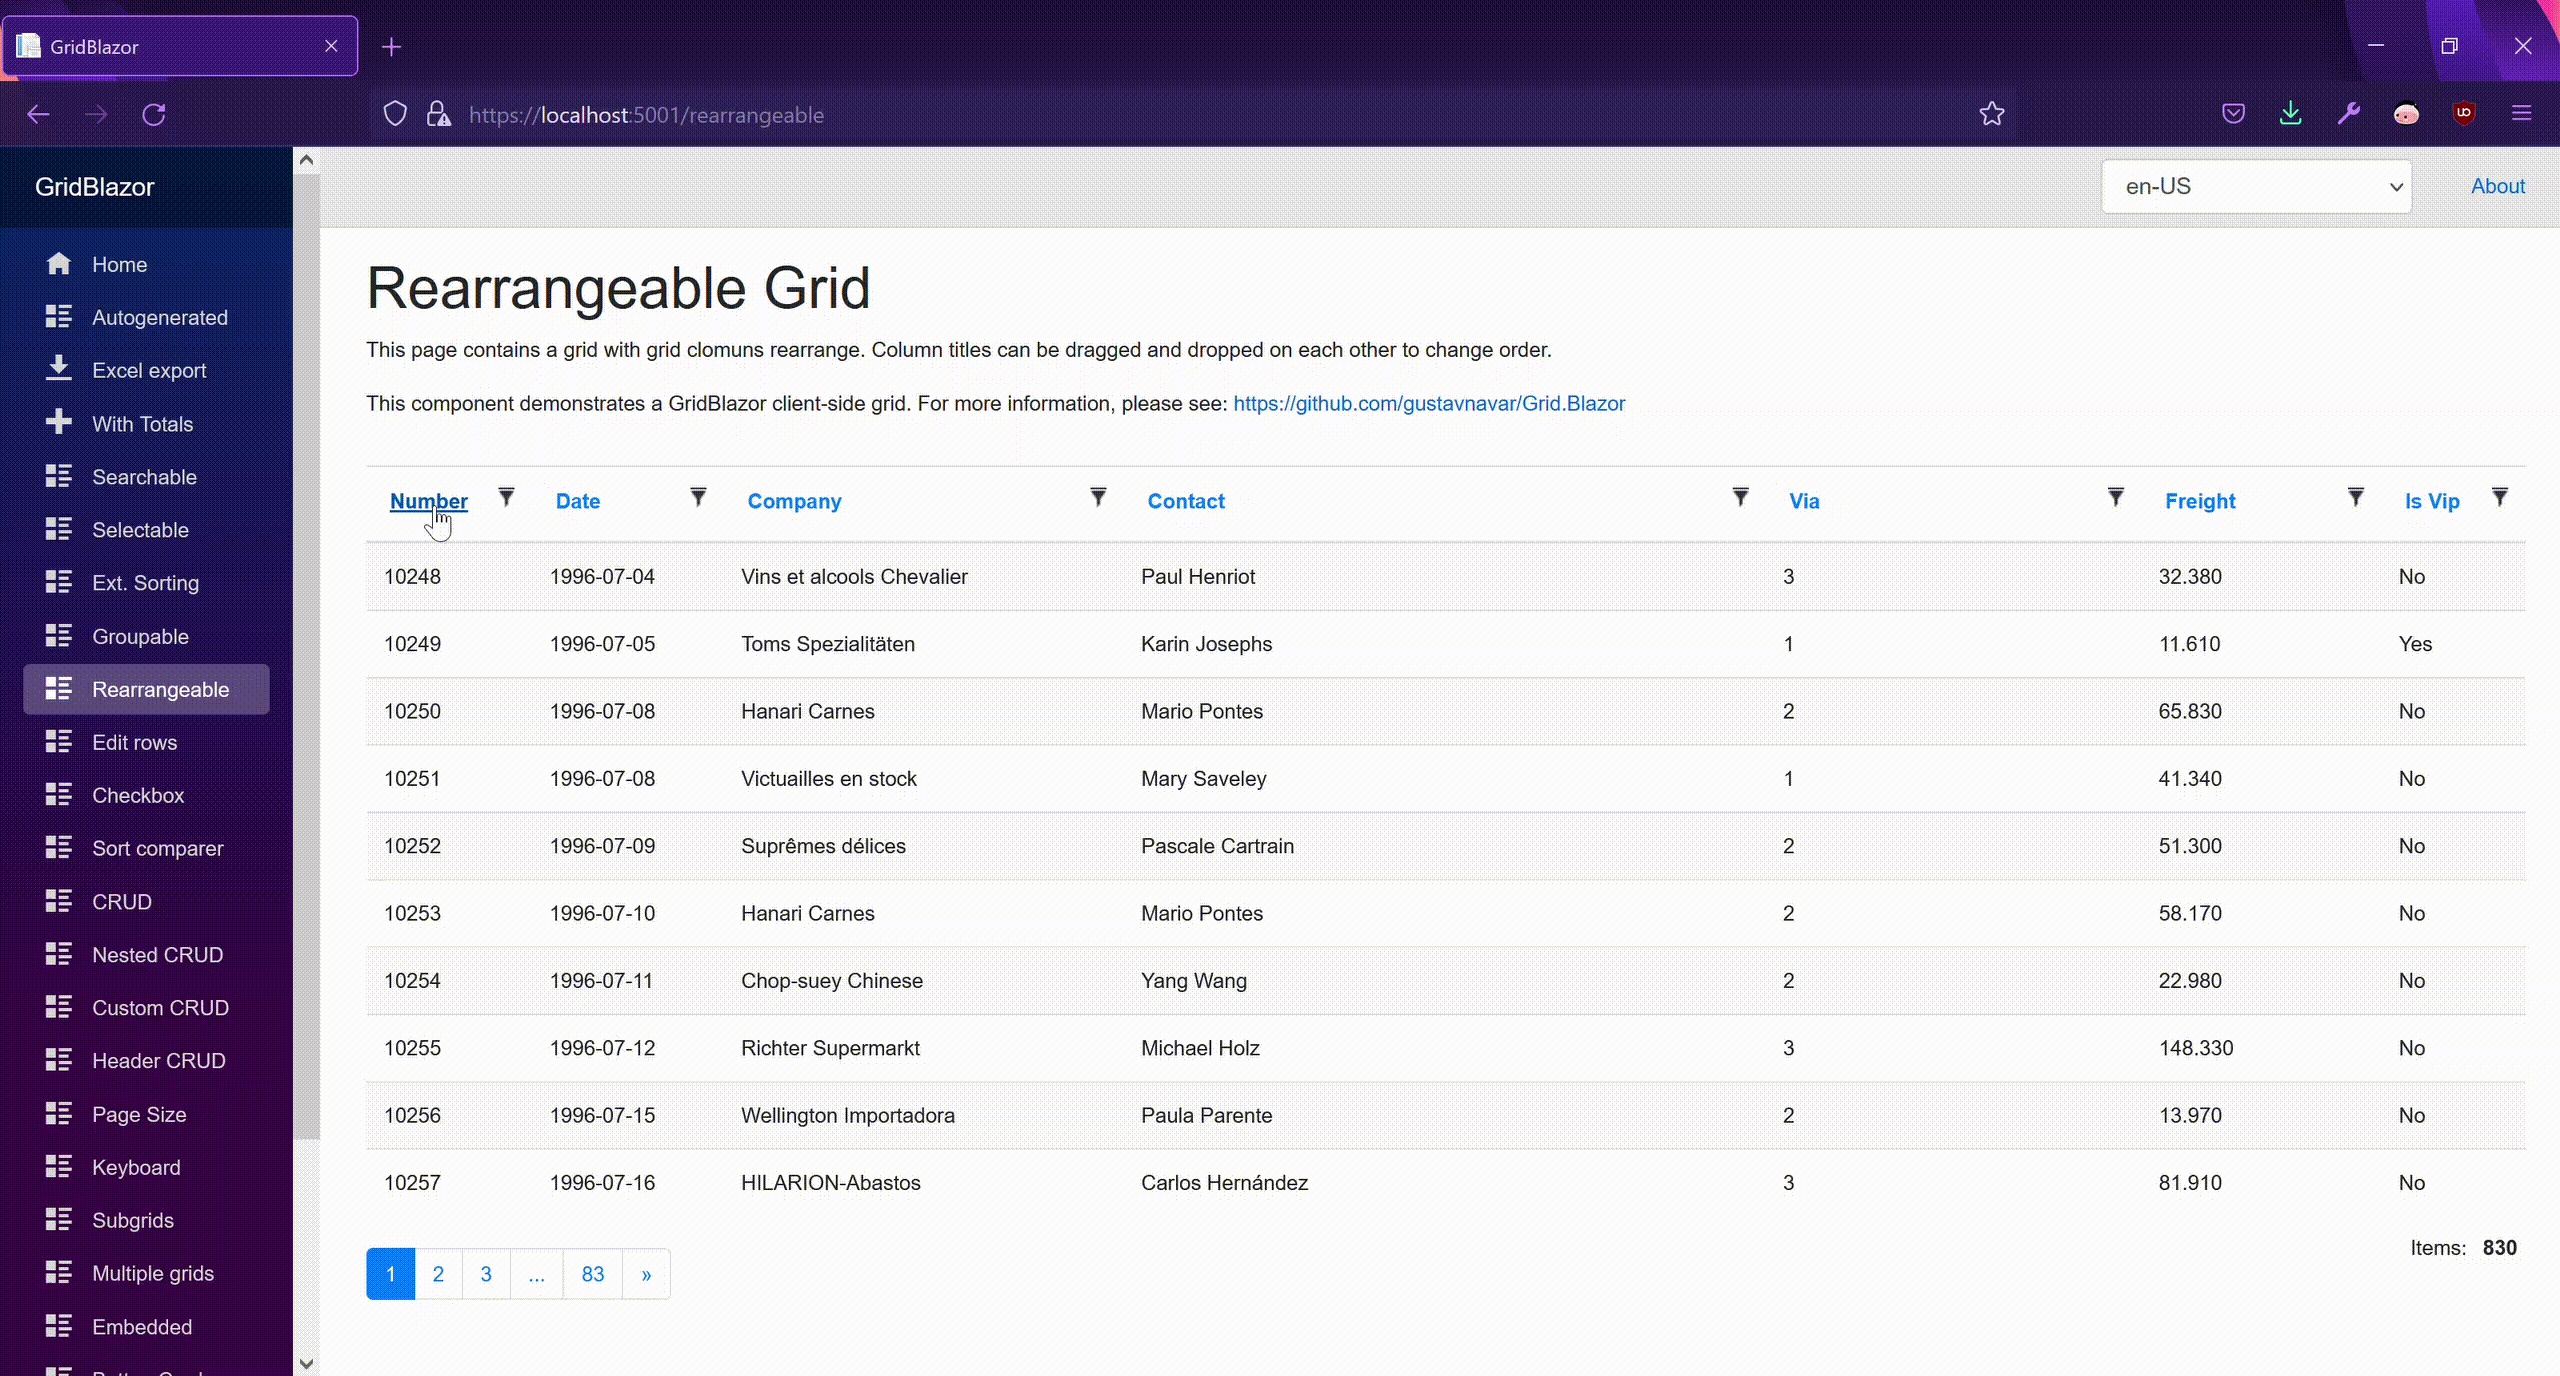 GridBlazor
https://localhost:5001/rearrangeable
GridBlazor
en-US
About
Home
Autogenerated
Excel export
With Totals
Searchable
Selectable
Ext. Sorting
Groupable
Rearrangeable
Edit rows
Checkbox
Sort comparer
CRUD
Nested CRUD
Custom CRUD
Header CRUD
Page Size
Keyboard
Subgrids
Multiple grids
Embedded
Rearrangeable Grid
This page contains a grid with grid clomuns rearrange. Column titles can be dragged and dropped on each other to change order.
This component demonstrates a GridBlazor client-side grid. For more information, please see: https://github.com/gustavnavar/Grid.Blazor
Number Date Company Contact Via Freight Is Vip
10248 1996-07-04 Vins et alcools Chevalier Paul Henriot 3 32.380 No
10249 1996-07-05 Toms Spezialitäten Karin Josephs 1 11.610 Yes
10250 1996-07-08 Hanari Carnes Mario Pontes 2 65.830 No
10251 1996-07-08 Victuailles en stock Mary Saveley 1 41.340 No
10252 1996-07-09 Suprêmes délices Pascale Cartrain 2 51.300 No
10253 1996-07-10 Hanari Carnes Mario Pontes 2 58.170 No
10254 1996-07-11 Chop-suey Chinese Yang Wang 2 22.980 No
10255 1996-07-12 Richter Supermarkt Michael Holz 3 148.330 No
10256 1996-07-15 Wellington Importadora Paula Parente 2 13.970 No
10257 1996-07-16 HILARION-Abastos Carlos Hernández 3 81.910 No
1 2 3 ... 83 »
Items: 830